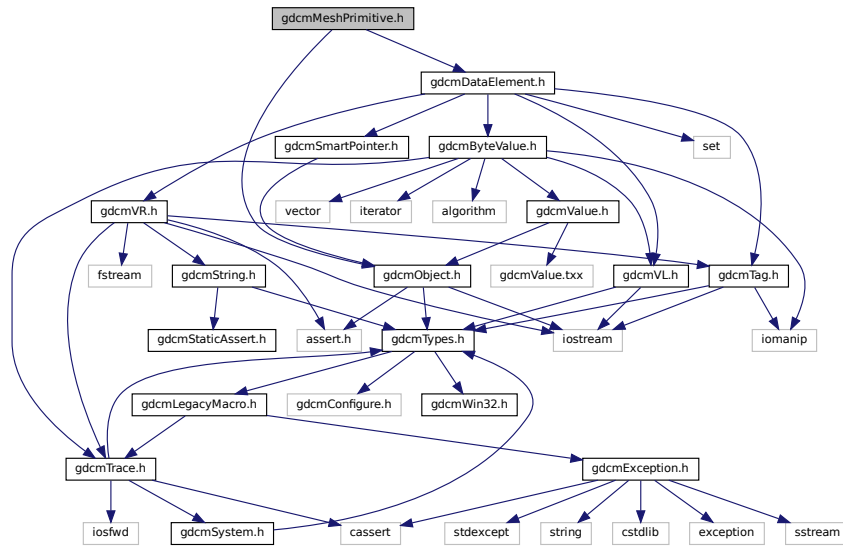 gdcmMeshPrimitive.h
gdcmDataElement.h
gdcmSmartPointer.h
gdcmByteValue.h
set
gdcmVR.h
vector
iterator
algorithm
gdcmValue.h
fstream
gdcmString.h
gdcmObject.h
gdcmValue.txx
gdcmVL.h
gdcmTag.h
gdcmStaticAssert.h
assert.h
gdcmTypes.h
iostream
iomanip
gdcmLegacyMacro.h
gdcmConfigure.h
gdcmWin32.h
gdcmTrace.h
gdcmException.h
iosfwd
gdcmSystem.h
cassert
stdexcept
string
cstdlib
exception
sstream